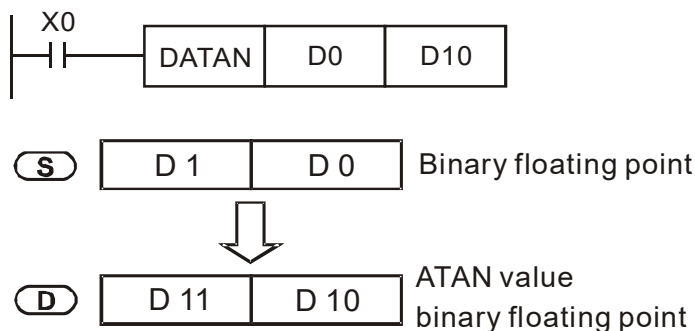 X0
DATAN D0 D10
S D 1 D 0 Binary floating point
D D 11 D 10 ATAN value
binary floating point